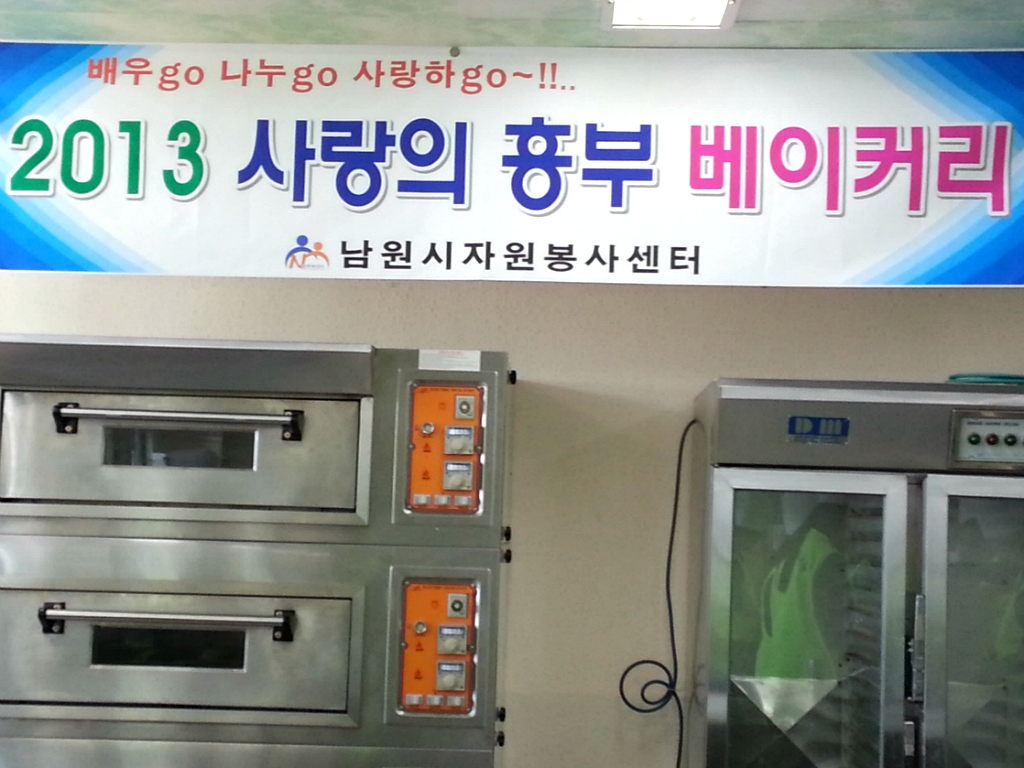 배우go 나누go 사랑하go~!!..
2013 사랑의 흥부 베이커리
남원시자원봉사센터